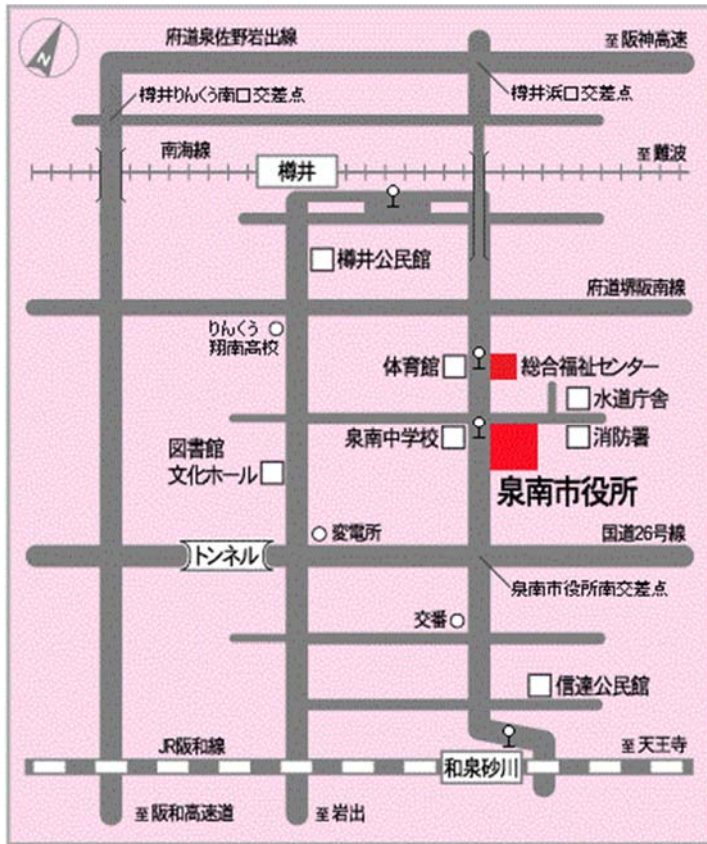 N
府道泉佐野岩出線
至阪神高速
樽井りんくう南口交差点
樽井浜口交差点
南海線
樽井
至難波
樽井公民館
府道堺阪南線
りんくう
翔南高校
体育館
総合福祉センター
水道庁舎
泉南中学校
消防署
図書館
文化ホール
泉南市役所
変電所
国道26号線
トンネル
泉南市役所南交差点
交番
信達公民館
JR阪和線
和泉砂川
至天王寺
至阪和高速道
至岩出